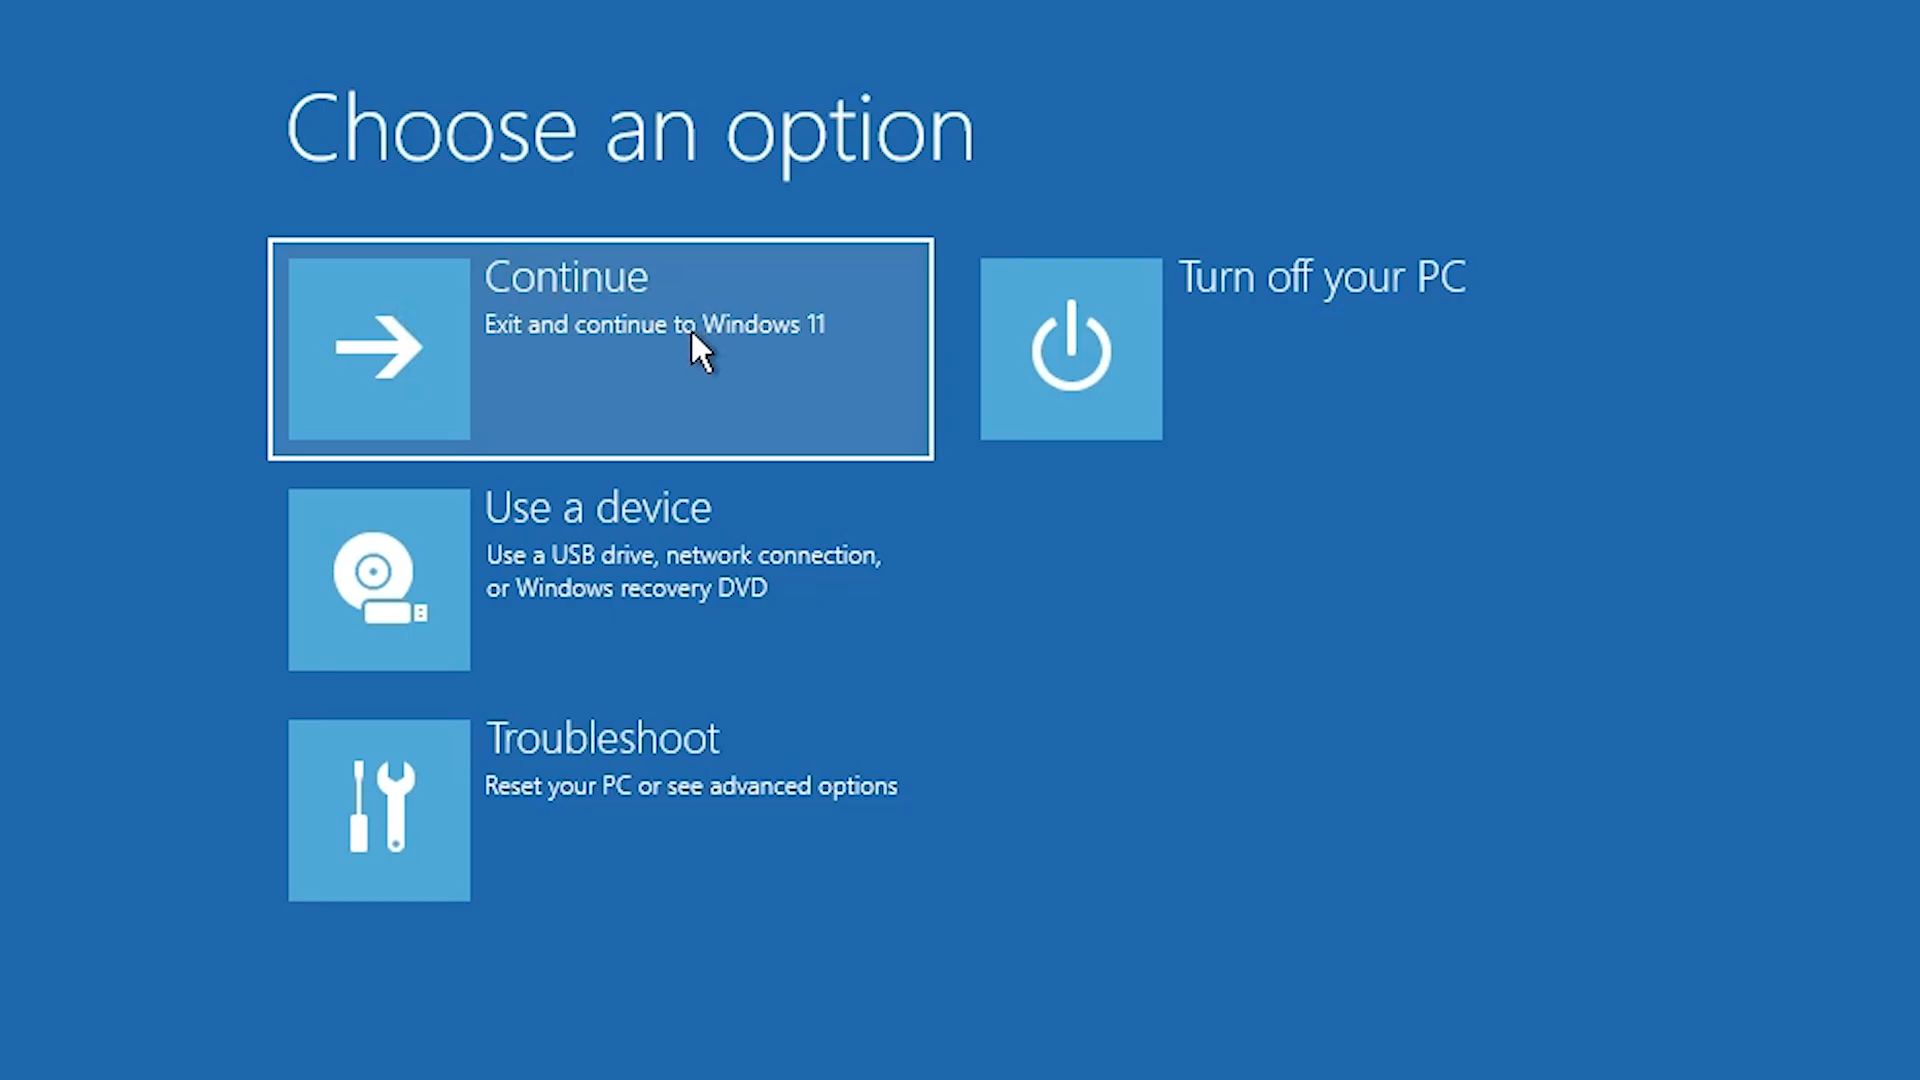 Choose an option
Continue
Exit and continue to Windows 11
Turn off your PC
Use a device
Use a USB drive, network connection,
or Windows recovery DVD
Troubleshoot
Reset your PC or see advanced options